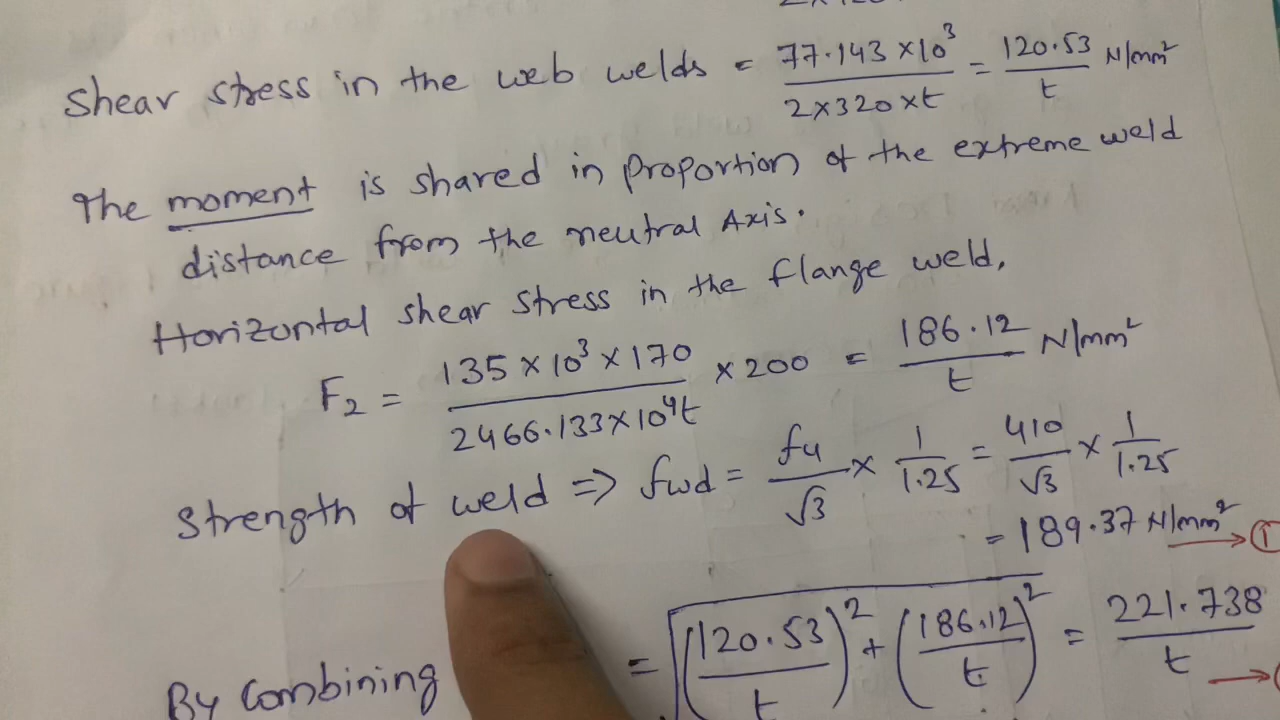 Shear stress in the web welds = 77.143 × 10³ / 2 × 320 × t = 120.53 / t N/mm²
The moment is shared in proportion of the extreme weld
distance from the neutral Axis.
Horizontal shear stress in the flange weld,
F₂ = 135 × 10³ × 170 / 2466.133 × 10⁴t × 200 = 186.12 / t N/mm²
Strength of weld ⇒ fwd = fu / √3 × 1 / 1.25 = 410 / √3 × 1 / 1.25
= 189.37 N/mm² → ①
By Combining = √(120.53 / t)² + (186.12 / t)² = 221.738 / t →